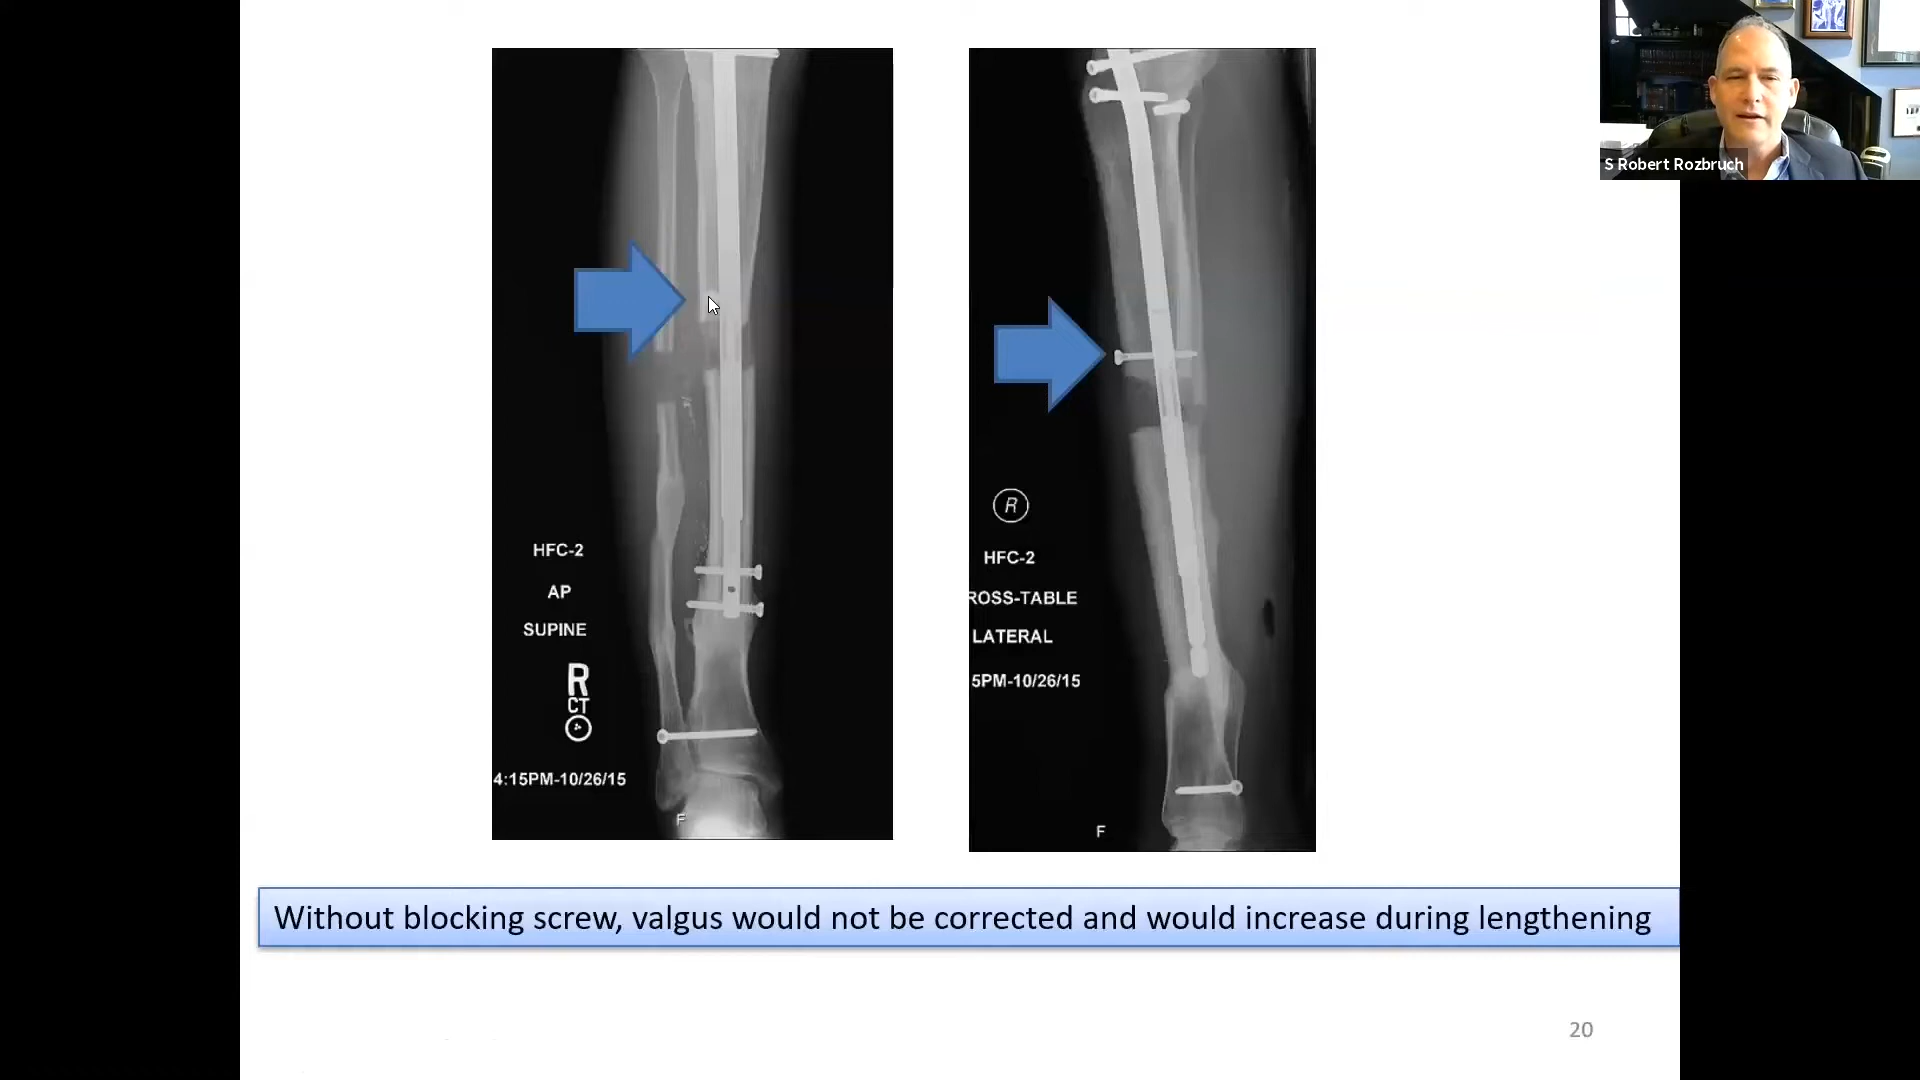 S Robert Rozbruch
HFC-2
AP
SUPINE
R
CT
4:15PM-10/26/15
F
R
HFC-2
ROSS-TABLE
LATERAL
5PM-10/26/15
F
Without blocking screw, valgus would not be corrected and would increase during lengthening
20